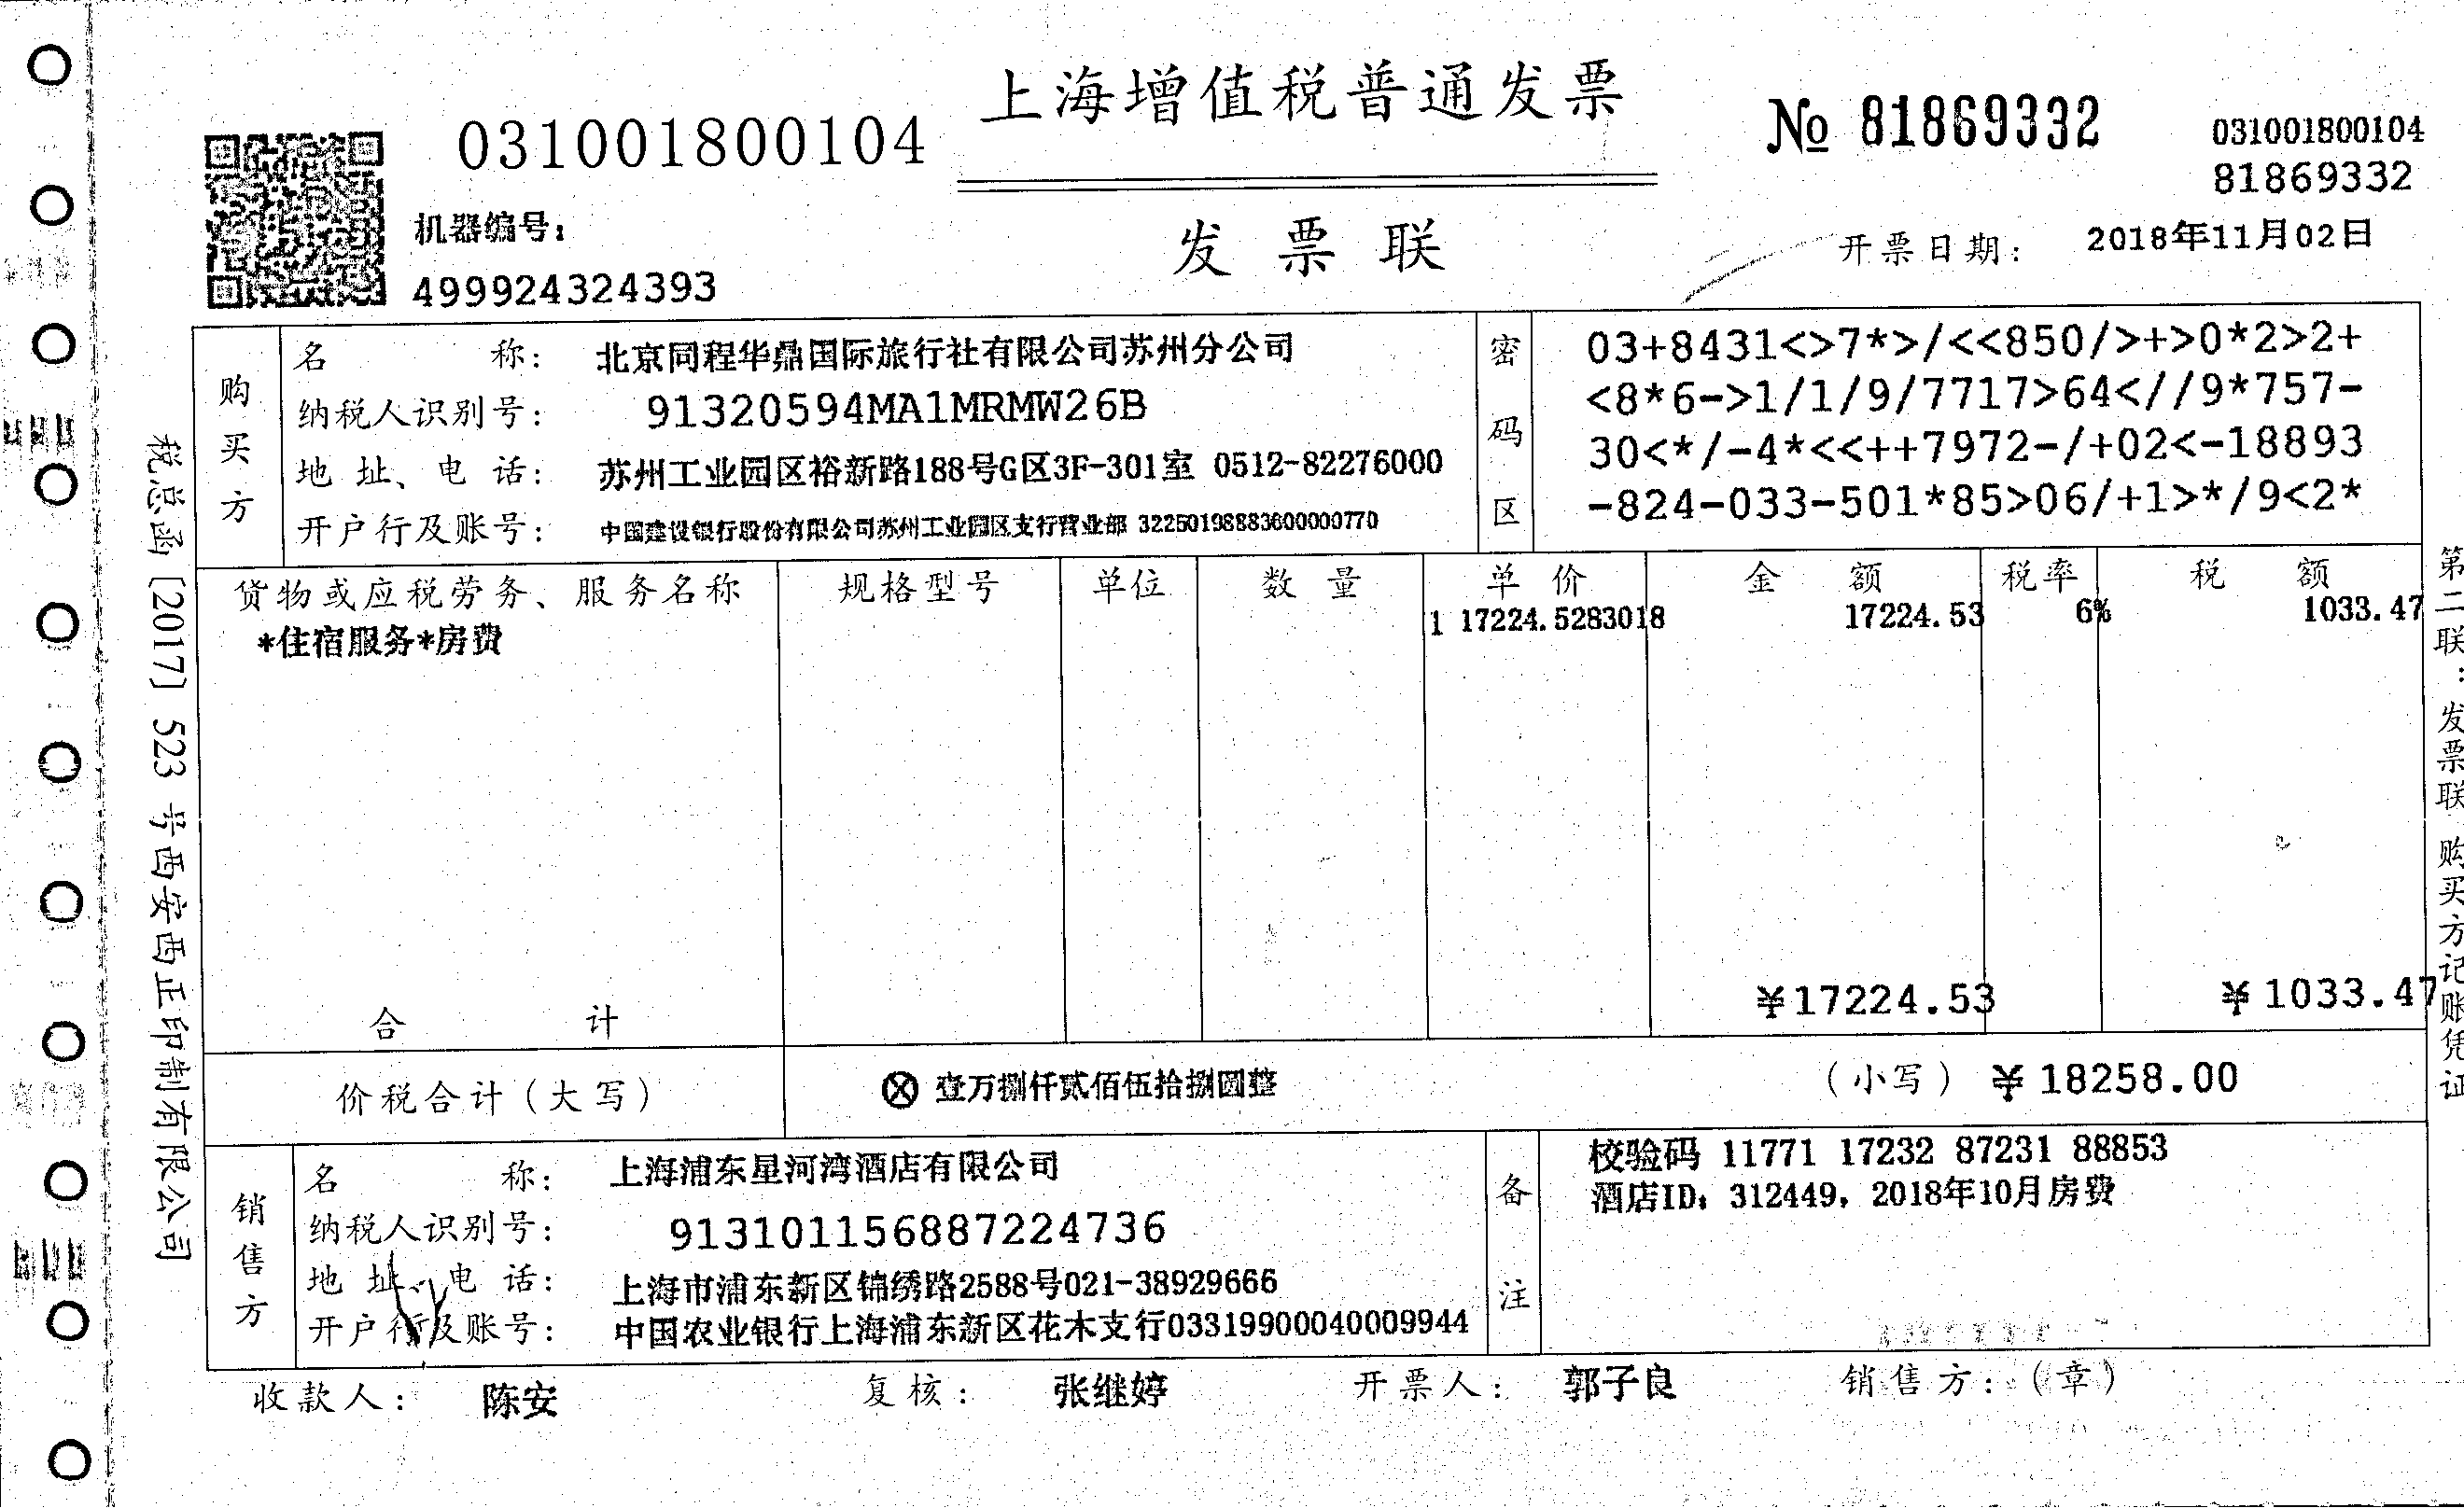 上海增值税普通发票
031001800104
№ 81869332
031001800104
81869332
机器编号:
499924324393
发票联
开票日期: 2018年11月02日
购买方
名称: 北京同程华鼎国际旅行社有限公司苏州分公司
纳税人识别号: 91320594MA1MRMW26B
地址、电话: 苏州工业园区裕新路188号G区3F-301室 0512-82276000
开户行及账号: 中国建设银行股份有限公司苏州工业园区支行营业部 32250198883600000770
密码区
03+8431<>7*>/<<850/>+>0*2>2+
<8*6->1/1/9/7717>64<//9*757-
30<*/-4*<<++7972-/+02<-18893
-824-033-501*85>06/+1>*/9<2*
货物或应税劳务、服务名称 规格型号 单位 数量 单价 金额 税率 税额
*住宿服务*房费 1 17224.5283018 17224.53 6% 1033.47
合计 ¥17224.53 ¥1033.47
价税合计(大写) ⊗ 壹万捌仟贰佰伍拾捌圆整 (小写) ¥18258.00
销售方
名称: 上海浦东星河湾酒店有限公司
纳税人识别号: 913101156887224736
地址、电话: 上海市浦东新区锦绣路2588号021-38929666
开户行及账号: 中国农业银行上海浦东新区花木支行03319900040009944
备注
校验码 11771 17232 87231 88853
酒店ID: 312449, 2018年10月房费
收款人: 陈安 复核: 张继婷 开票人: 郭子良 销售方:(章)
税总函[2017]523号西安西正印制有限公司
第二联:发票联 购买方记账凭证